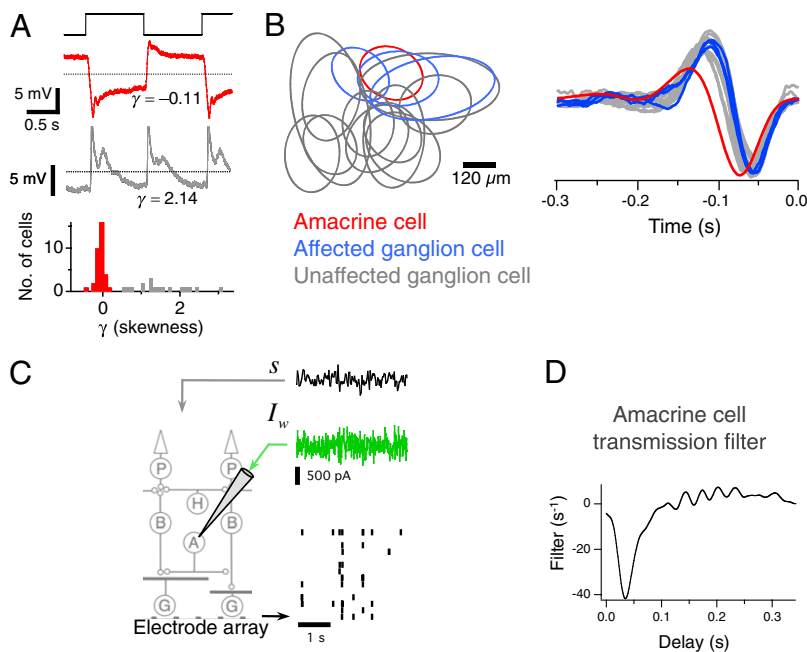 A
5 mV
0.5 s
γ = −0.11
5 mV
γ = 2.14
No. of cells
10
0
0
2
γ (skewness)
B
120 µm
Amacrine cell
Affected ganglion cell
Unaffected ganglion cell
-0.3
-0.2
-0.1
0.0
Time (s)
C
s
I_w
500 pA
P
P
H
B
B
A
G
G
Electrode array
1 s
D
Amacrine cell
transmission filter
Filter (s⁻¹)
0
-20
-40
0.0
0.1
0.2
0.3
Delay (s)